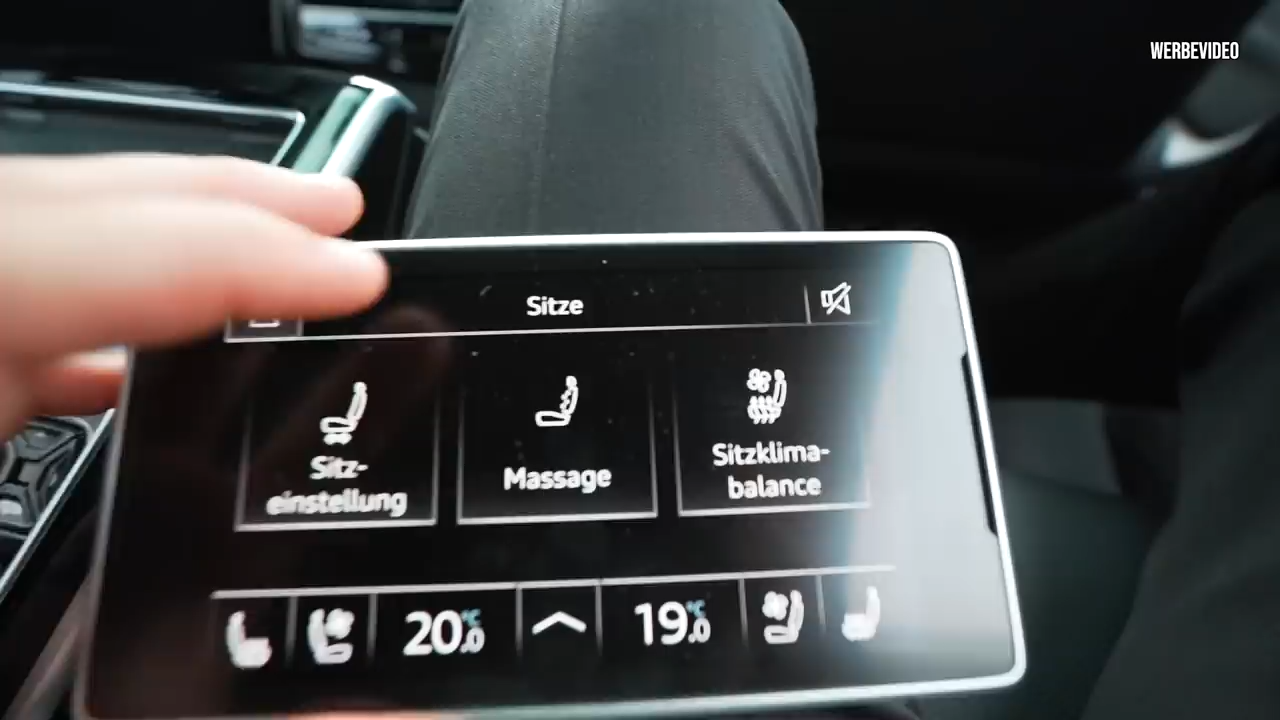 WERBEVIDEO
Sitze
Sitz-
einstellung
Massage
Sitzklima-
balance
20.0 °C
19.0 °C